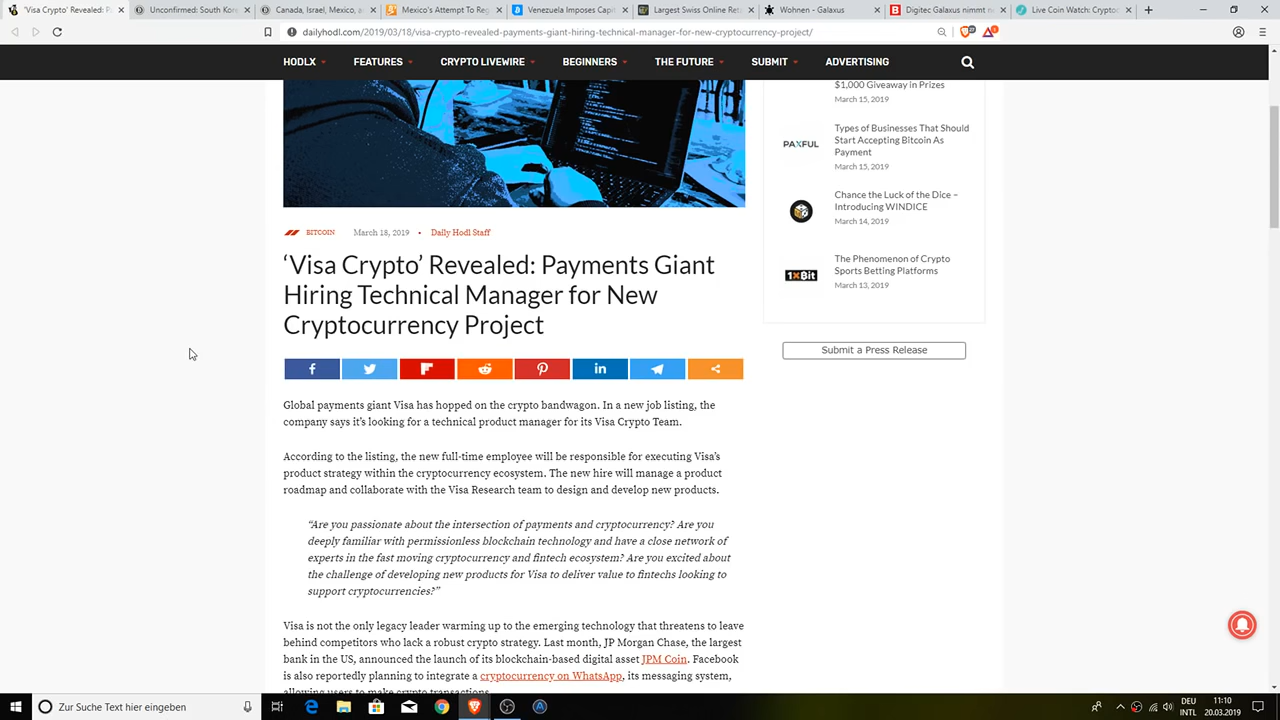 'Visa Crypto' Revealed: P
Unconfirmed: South Kor
Canada, Israel, Mexico, a
Mexico's Attempt To Reg
Venezuela Imposes Capi
Largest Swiss Online Ret
Wohnen - Galaxus
Digitec Galaxus nimmt n
Live Coin Watch: Crypto
dailyhodl.com/2019/03/18/visa-crypto-revealed-payments-giant-hiring-technical-manager-for-new-cryptocurrency-project/
HODLX
FEATURES
CRYPTO LIVEWIRE
BEGINNERS
THE FUTURE
SUBMIT
ADVERTISING
$1,000 Giveaway in Prizes
March 15, 2019
PAXFUL
Types of Businesses That Should
Start Accepting Bitcoin As
Payment
March 15, 2019
Chance the Luck of the Dice –
Introducing WINDICE
March 14, 2019
1XBit
The Phenomenon of Crypto
Sports Betting Platforms
March 13, 2019
Submit a Press Release
BITCOIN March 18, 2019 • Daily Hodl Staff
‘Visa Crypto’ Revealed: Payments Giant
Hiring Technical Manager for New
Cryptocurrency Project
Global payments giant Visa has hopped on the crypto bandwagon. In a new job listing, the
company says it’s looking for a technical product manager for its Visa Crypto Team.
According to the listing, the new full-time employee will be responsible for executing Visa’s
product strategy within the cryptocurrency ecosystem. The new hire will manage a product
roadmap and collaborate with the Visa Research team to design and develop new products.
“Are you passionate about the intersection of payments and cryptocurrency? Are you
deeply familiar with permissionless blockchain technology and have a close network of
experts in the fast moving cryptocurrency and fintech ecosystem? Are you excited about
the challenge of developing new products for Visa to deliver value to fintechs looking to
support cryptocurrencies?”
Visa is not the only legacy leader warming up to the emerging technology that threatens to leave
behind competitors who lack a robust crypto strategy. Last month, JP Morgan Chase, the largest
bank in the US, announced the launch of its blockchain-based digital asset JPM Coin. Facebook
is also reportedly planning to integrate a cryptocurrency on WhatsApp, its messaging system,
allowing users to make crypto transactions.
Zur Suche Text hier eingeben
DEU
INTL
11:10
20.03.2019